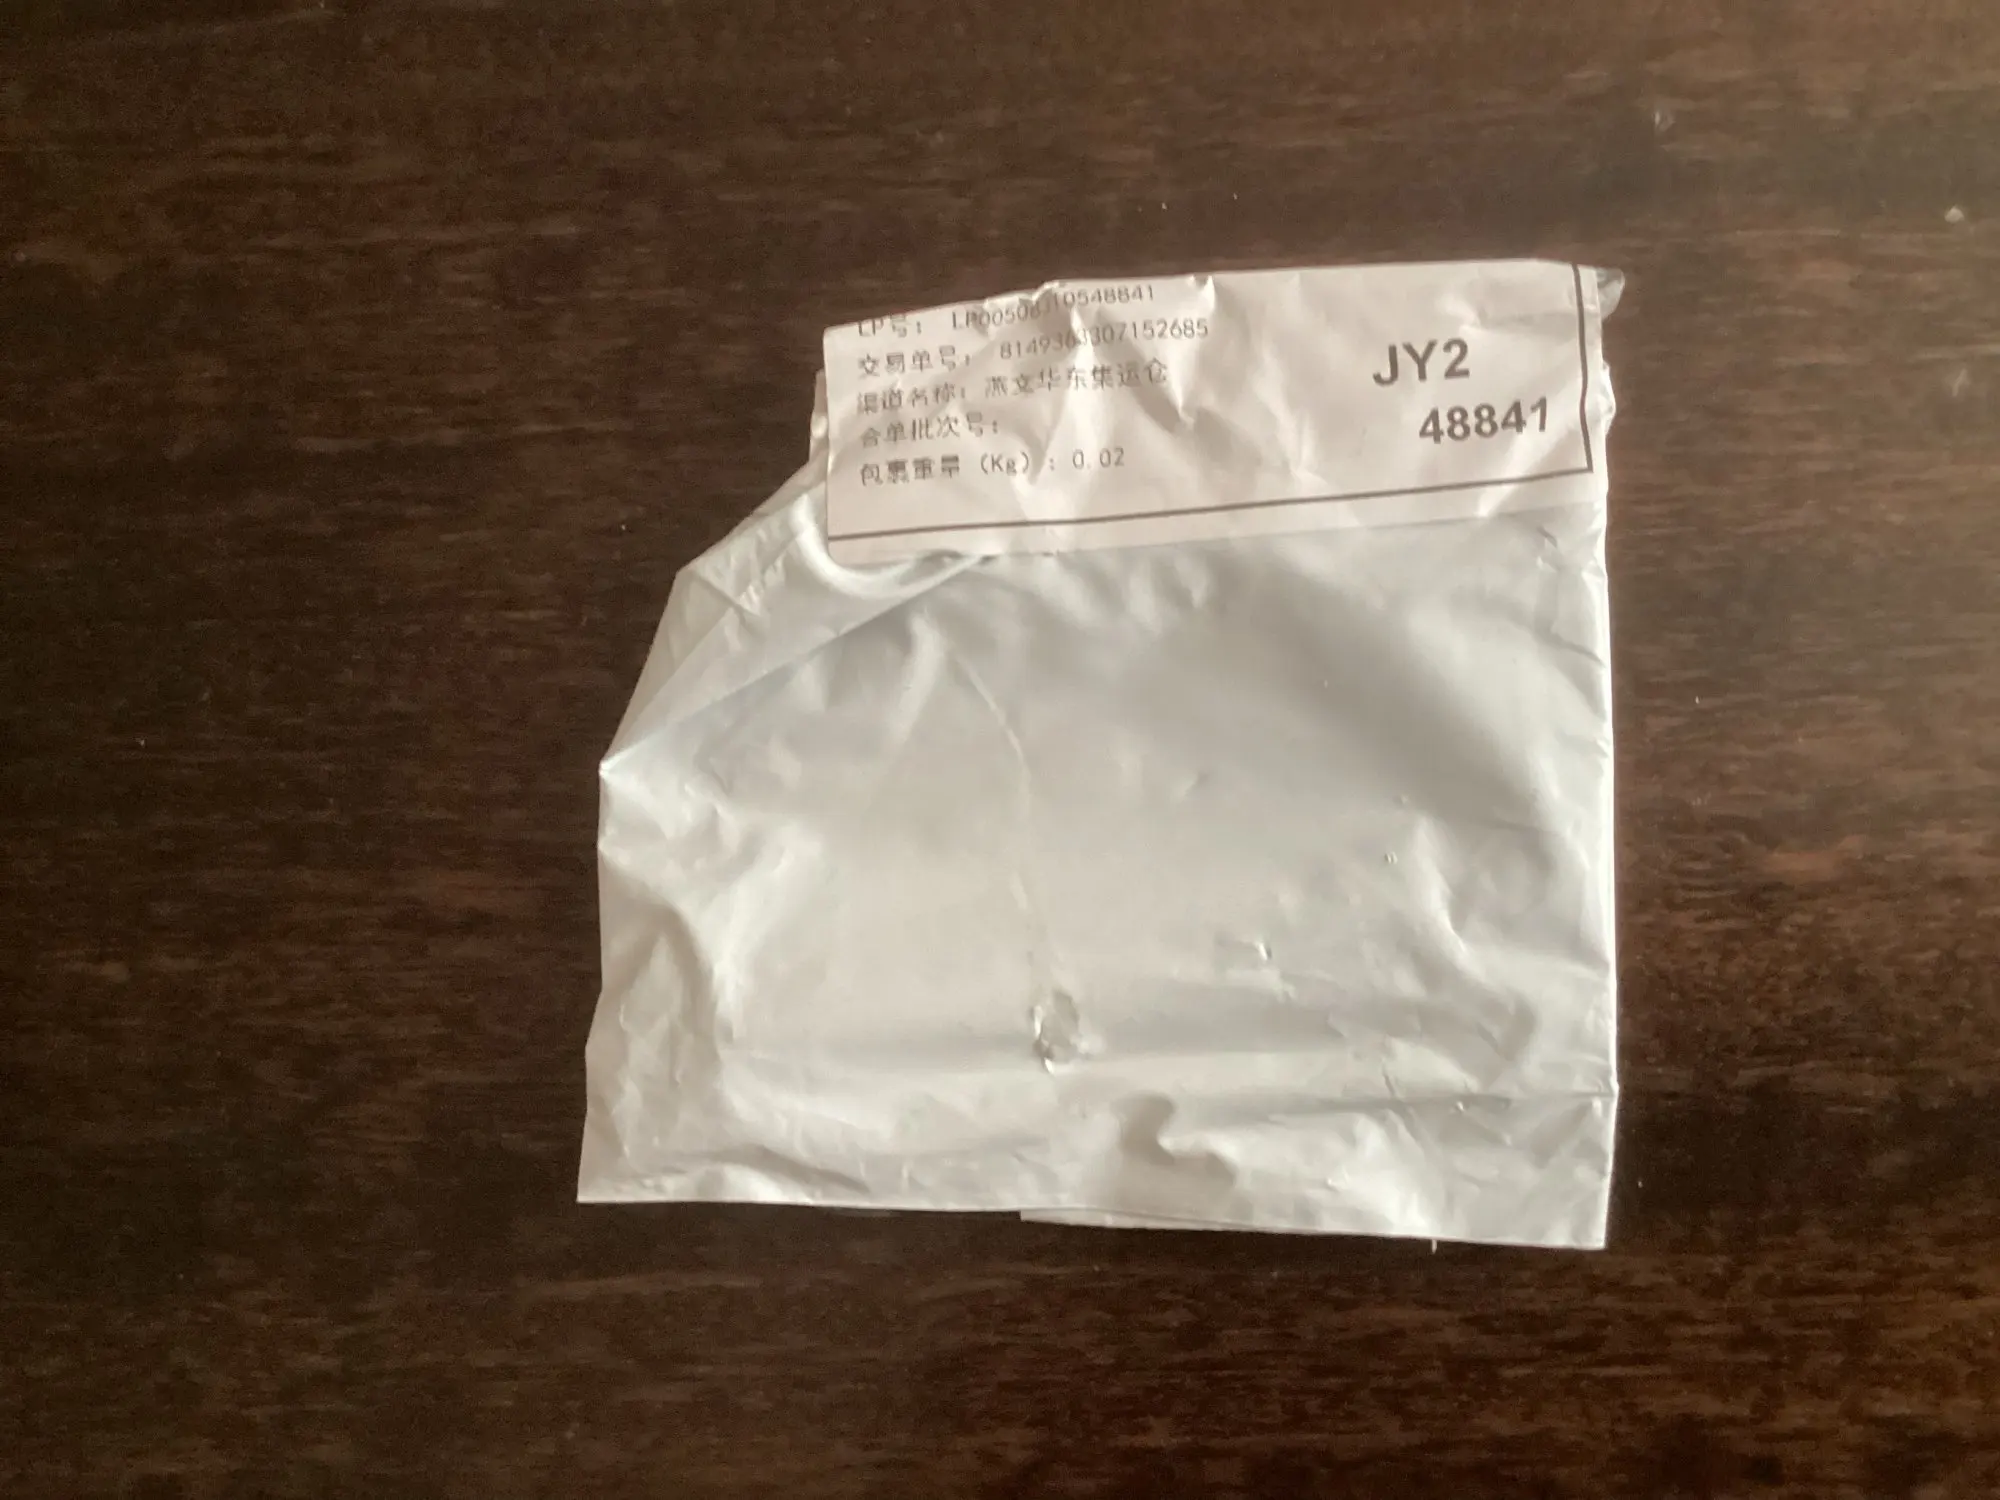 LP号： LP00508310548841
交易单号： 8149363307152685
渠道名称：燕文华东集运仓
合单批次号：
包裹重量（Kg）：0.02
JY2
48841